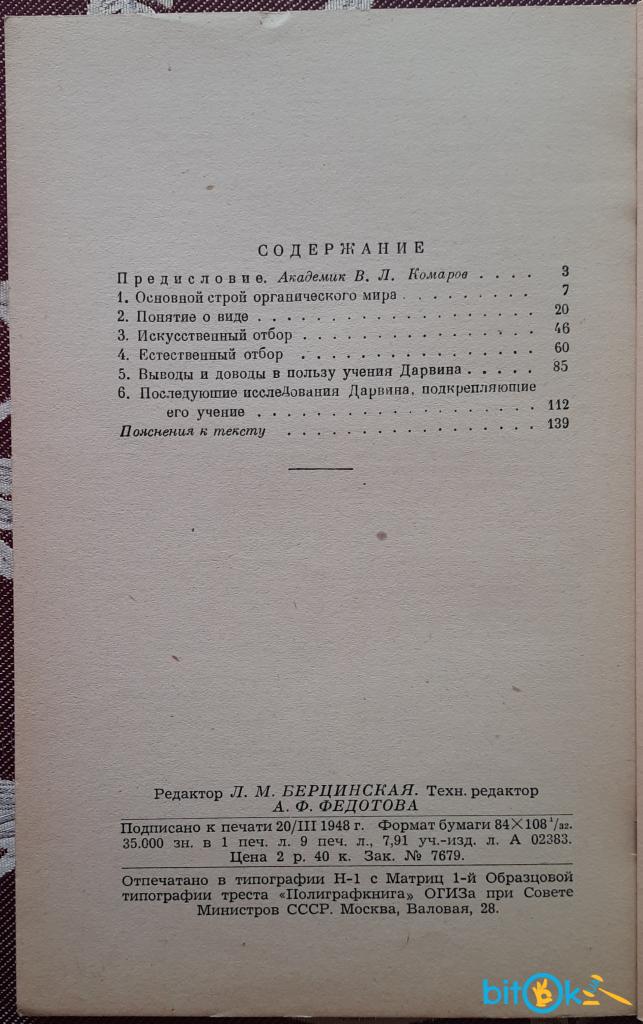 СОДЕРЖАНИЕ
Предисловие. Академик В. Л. Комаров . . . . 3
1. Основной строй органического мира . . . . . . . . . 7
2. Понятие о виде . . . . . . . . . . . . . . . . . . 20
3. Искусственный отбор . . . . . . . . . . . . . . . 46
4. Естественный отбор . . . . . . . . . . . . . . . 60
5. Выводы и доводы в пользу учения Дарвина . . . . . 85
6. Последующие исследования Дарвина, подкрепляющие
его учение . . . . . . . . . . . . . . . . . . 112
Пояснения к тексту . . . . . . . . . . . . . . . . 139
Редактор Л. М. БЕРЦИНСКАЯ. Техн. редактор
А. Ф. ФЕДОТОВА
Подписано к печати 20/III 1948 г. Формат бумаги 84×108 1/32.
35.000 зн. в 1 печ. л. 9 печ. л., 7,91 уч.-изд. л. А 02383.
Цена 2 р. 40 к. Зак. № 7679.
Отпечатано в типографии Н-1 с Матриц 1-й Образцовой
типографии треста «Полиграфкнига» ОГИЗа при Совете
Министров СССР. Москва, Валовая, 28.
bitOk